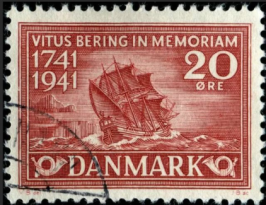 VITUS BERING IN MEMORIAM
1741 20
1941 ØRE
DANMARK